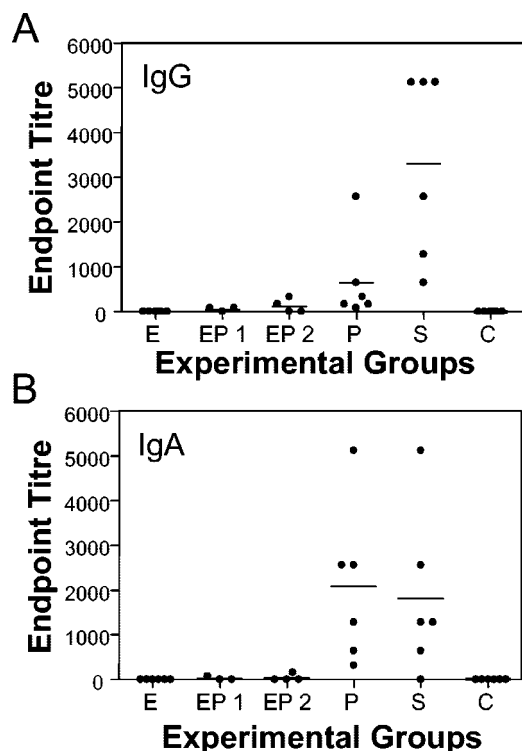 A
IgG
Endpoint Titre
6000
5000
4000
3000
2000
1000
0
E EP 1 EP 2 P S C
Experimental Groups
B
IgA
Endpoint Titre
6000
5000
4000
3000
2000
1000
0
E EP 1 EP 2 P S C
Experimental Groups